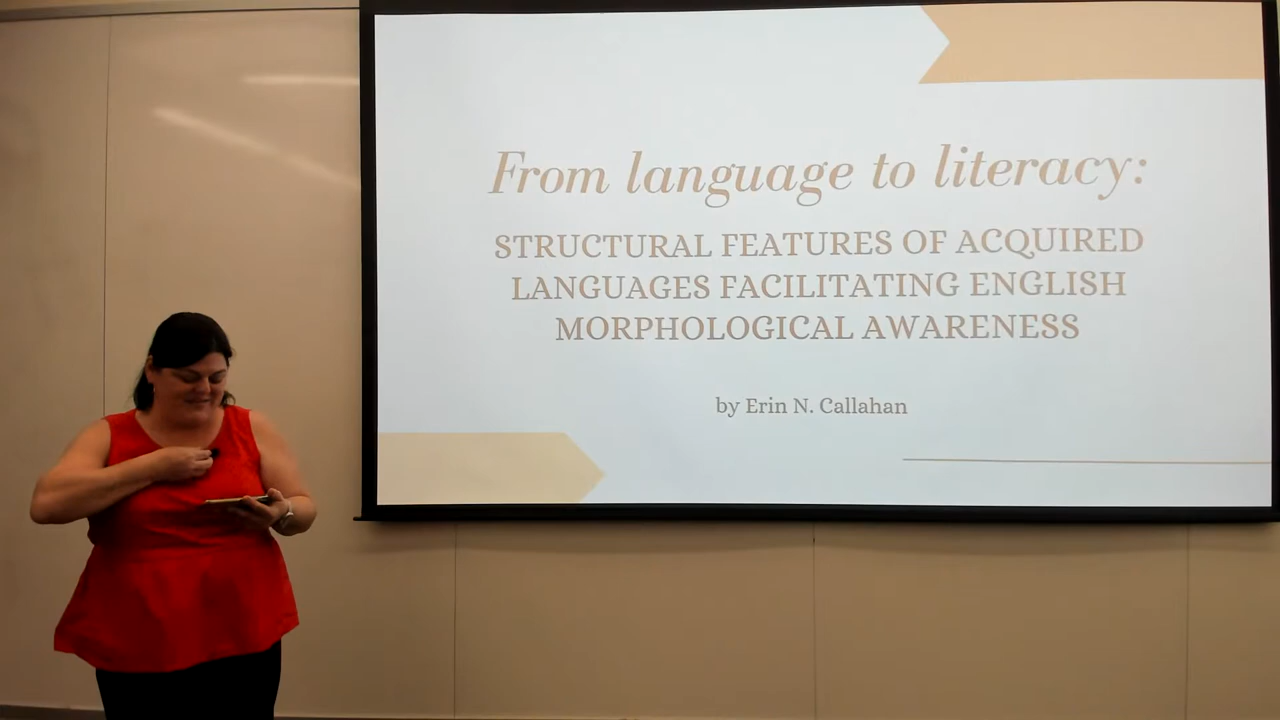 From language to literacy:
STRUCTURAL FEATURES OF ACQUIRED
LANGUAGES FACILITATING ENGLISH
MORPHOLOGICAL AWARENESS
by Erin N. Callahan